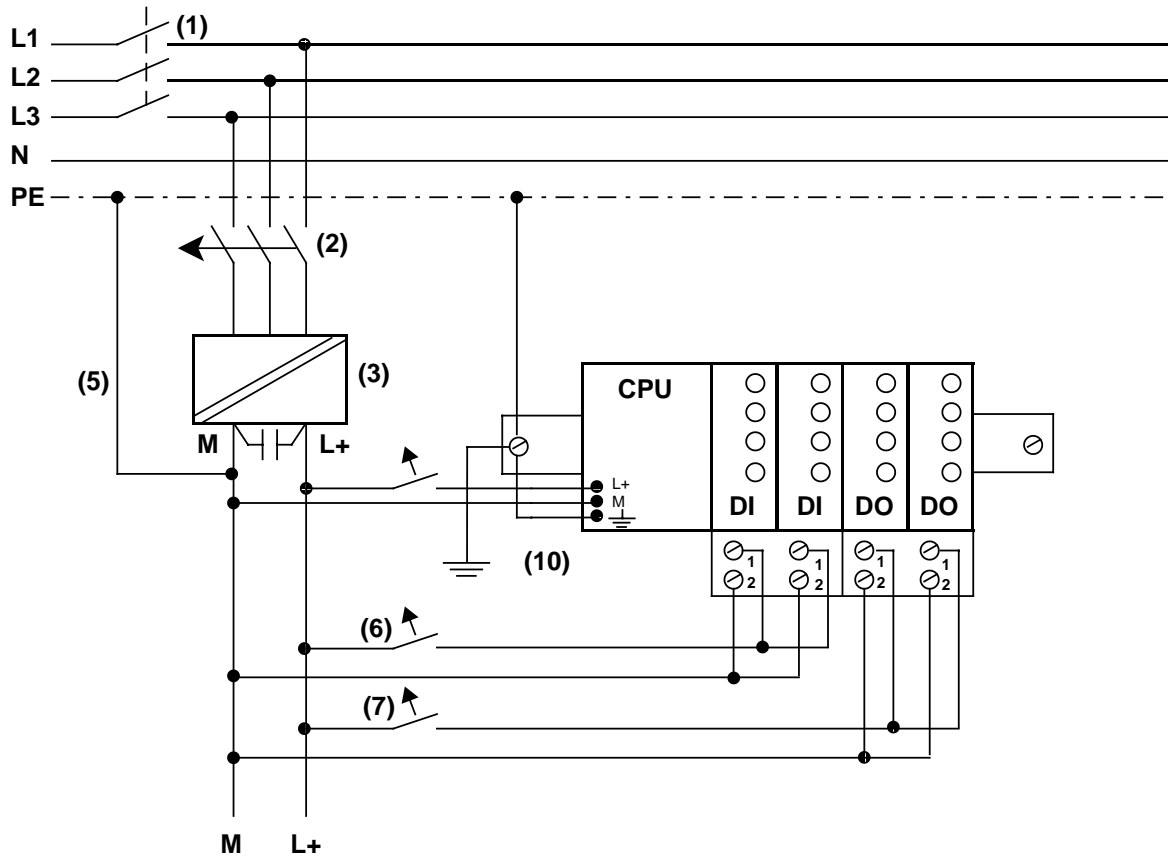 L1
(1)
L2
L3
N
PE
(2)
(3)
(5)
M
L+
CPU
L+
M
DI
DI
DO
DO
(10)
1
1
1
1
2
2
2
2
(6)
(7)
M
L+